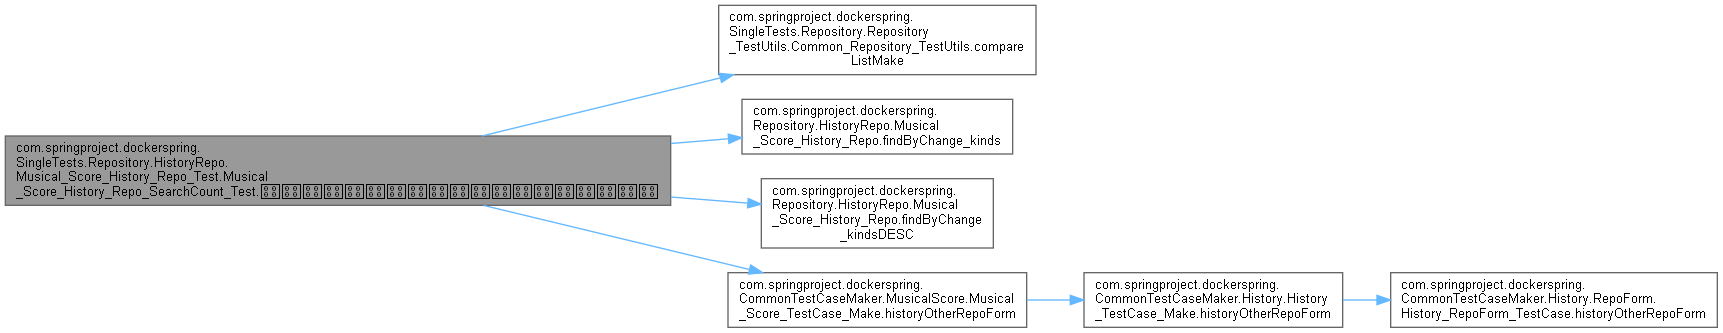 com.springproject.dockerspring.
SingleTests.Repository.Repository
_TestUtils.Common_Repository_TestUtils.compare
ListMake
com.springproject.dockerspring.
Repository.HistoryRepo.Musical
_Score_History_Repo.findByChange_kinds
com.springproject.dockerspring.
SingleTests.Repository.HistoryRepo.
Musical_Score_History_Repo_Test.Musical
_Score_History_Repo_SearchCount_Test.
com.springproject.dockerspring.
Repository.HistoryRepo.Musical
_Score_History_Repo.findByChange
_kindsDESC
com.springproject.dockerspring.
CommonTestCaseMaker.MusicalScore.Musical
_Score_TestCase_Make.historyOtherRepoForm
com.springproject.dockerspring.
CommonTestCaseMaker.History.History
_TestCase_Make.historyOtherRepoForm
com.springproject.dockerspring.
CommonTestCaseMaker.History.RepoForm.
History_RepoForm_TestCase.historyOtherRepoForm